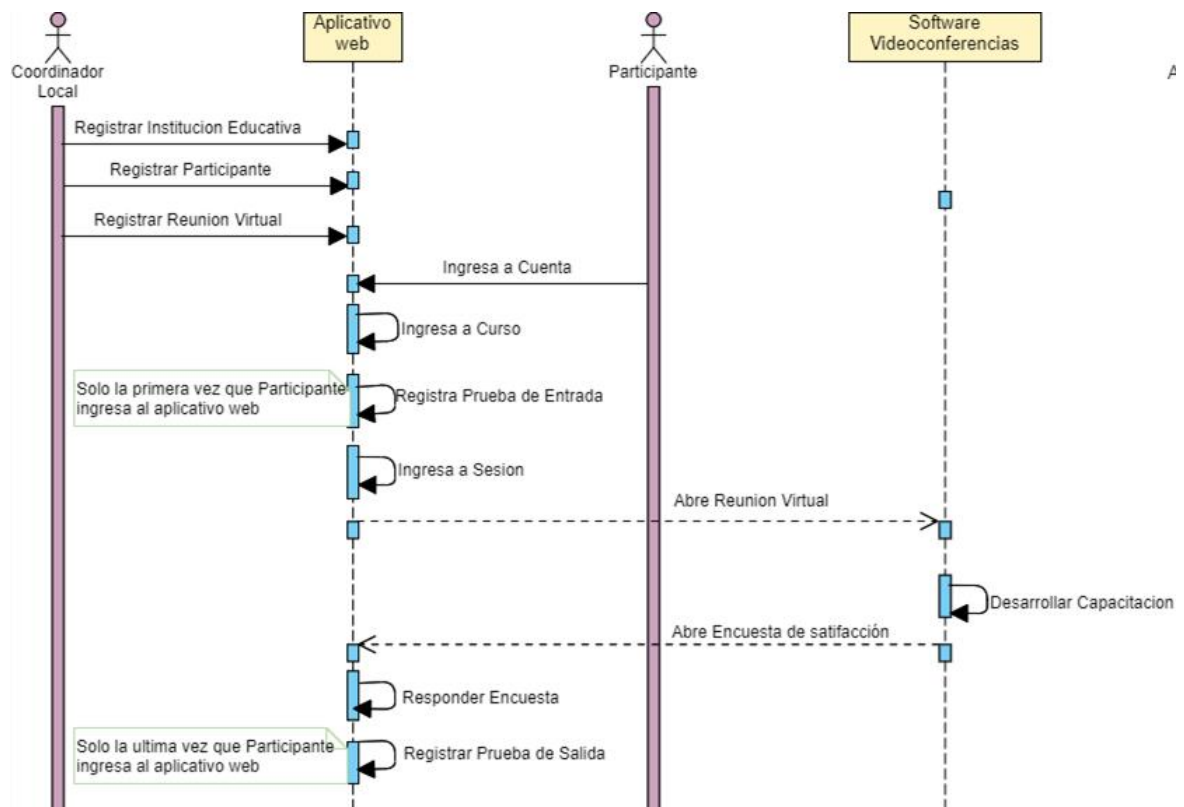 Aplicativo
web
Software
Videoconferencias
Coordinador
Local
Participante
A
Registrar Institucion Educativa
Registrar Participante
Registrar Reunion Virtual
Ingresa a Cuenta
Ingresa a Curso
Solo la primera vez que Participante
ingresa al aplicativo web
Registra Prueba de Entrada
Ingresa a Sesion
Abre Reunion Virtual
Desarrollar Capacitacion
Abre Encuesta de satifacción
Responder Encuesta
Solo la ultima vez que Participante
ingresa al aplicativo web
Registrar Prueba de Salida